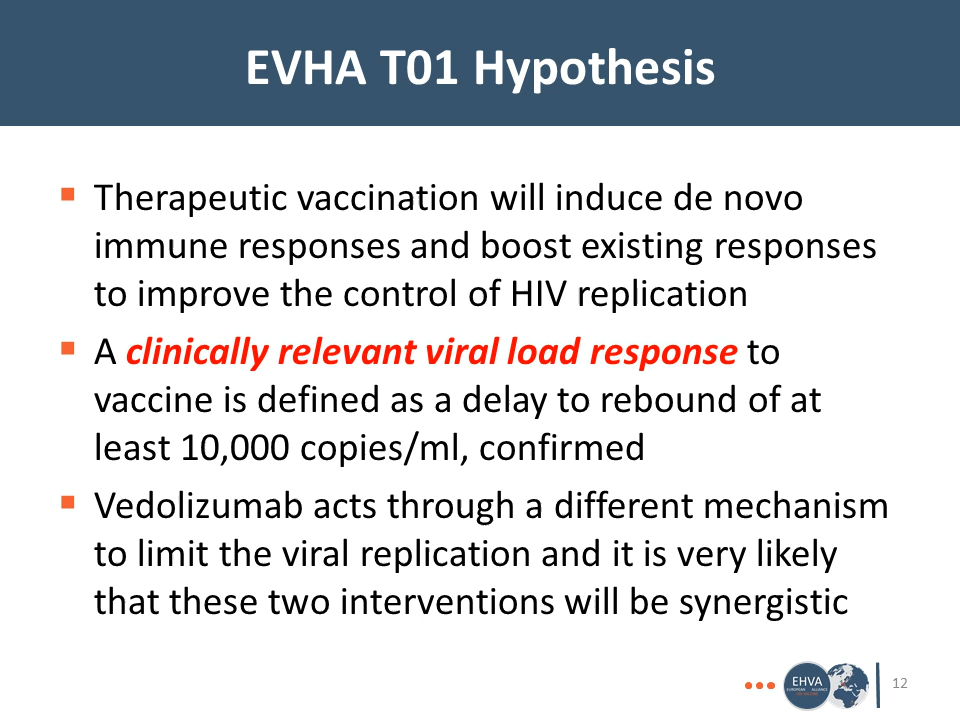 EVHA T01 Hypothesis
▪ Therapeutic vaccination will induce de novo
immune responses and boost existing responses
to improve the control of HIV replication
▪ A clinically relevant viral load response to
vaccine is defined as a delay to rebound of at
least 10,000 copies/ml, confirmed
▪ Vedolizumab acts through a different mechanism
to limit the viral replication and it is very likely
that these two interventions will be synergistic
EHVA
EUROPEAN ALLIANCE
12